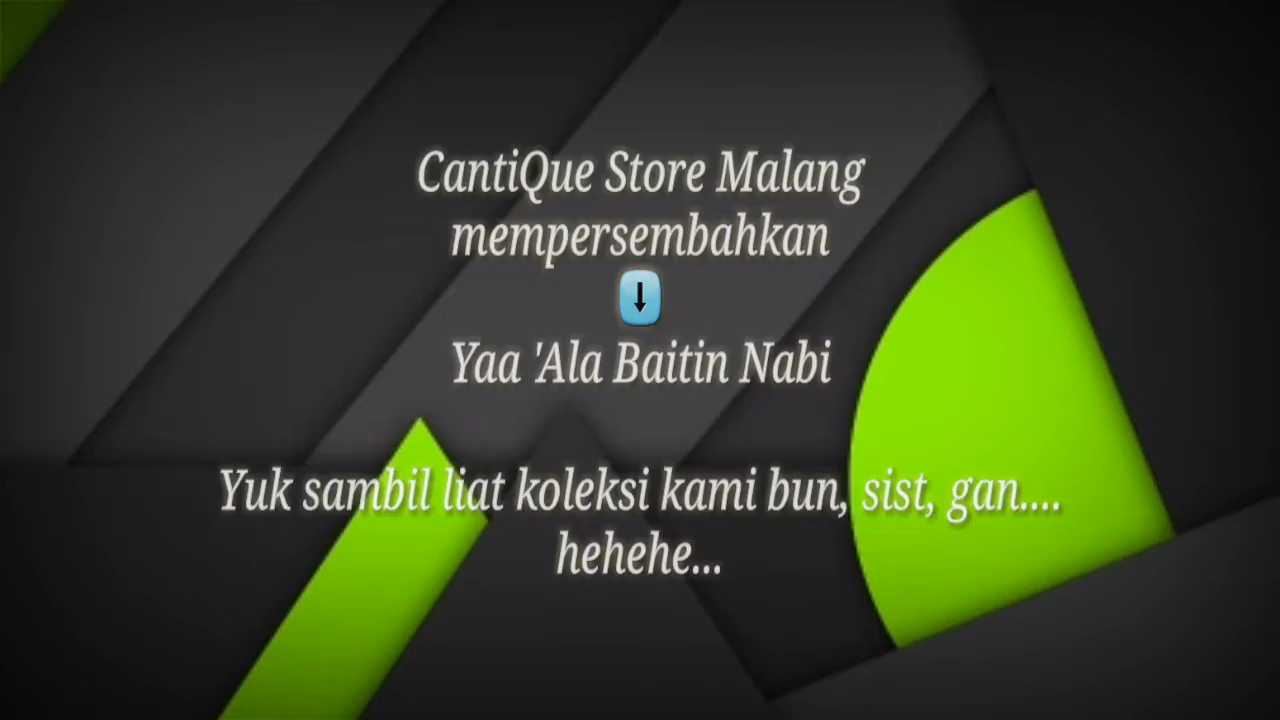 CantiQue Store Malang
mempersembahkan
⬇
Yaa 'Ala Baitin Nabi
Yuk sambil liat koleksi kami bun, sist, gan....
hehehe...